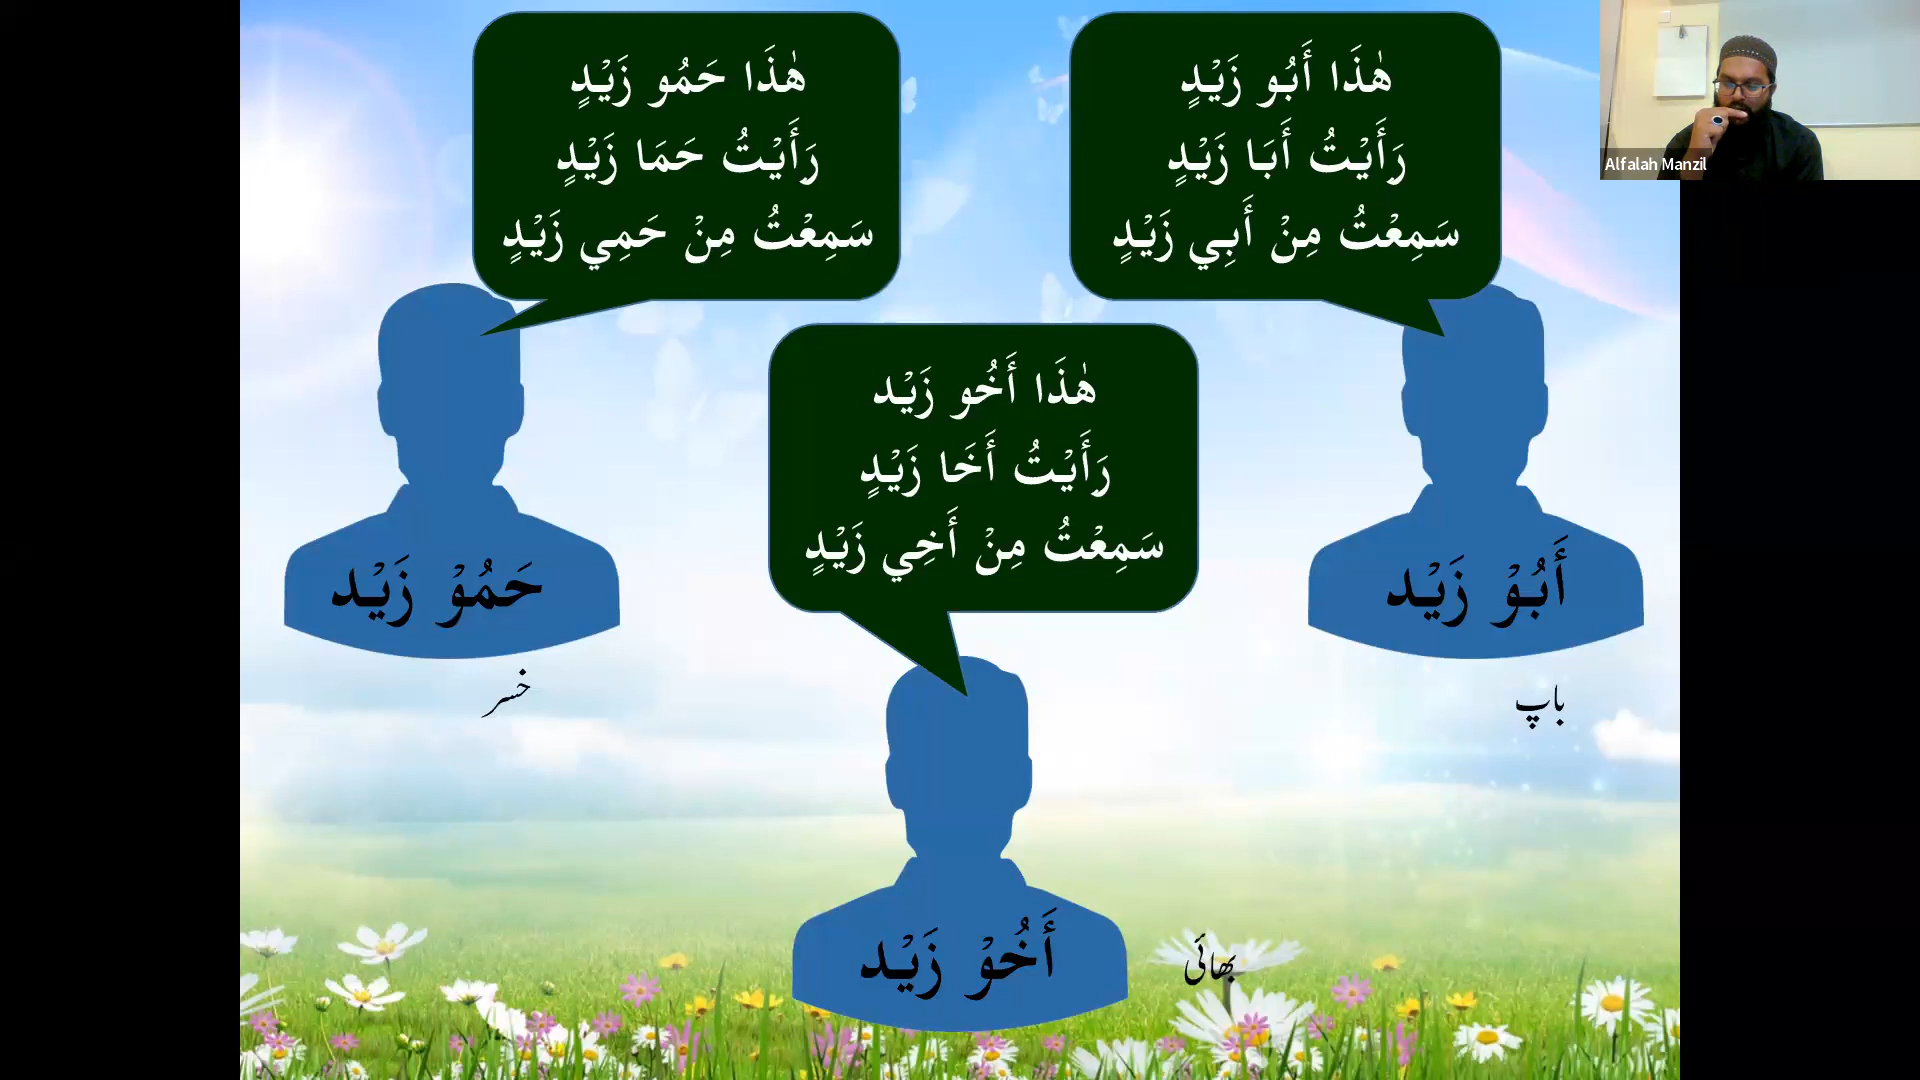 هٰذَا أَبُو زَيْدٍ
رَأَيْتُ أَبَا زَيْدٍ
سَمِعْتُ مِنْ أَبِي زَيْدٍ
أَبُوْ زَيْد
باپ
هٰذَا حَمُو زَيْدٍ
رَأَيْتُ حَمَا زَيْدٍ
سَمِعْتُ مِنْ حَمِي زَيْدٍ
حَمُوْ زَيْد
خسر
هٰذَا أَخُو زَيْد
رَأَيْتُ أَخَا زَيْدٍ
سَمِعْتُ مِنْ أَخِي زَيْدٍ
أَخُوْ زَيْد
بھائی
Alfalah Manzil